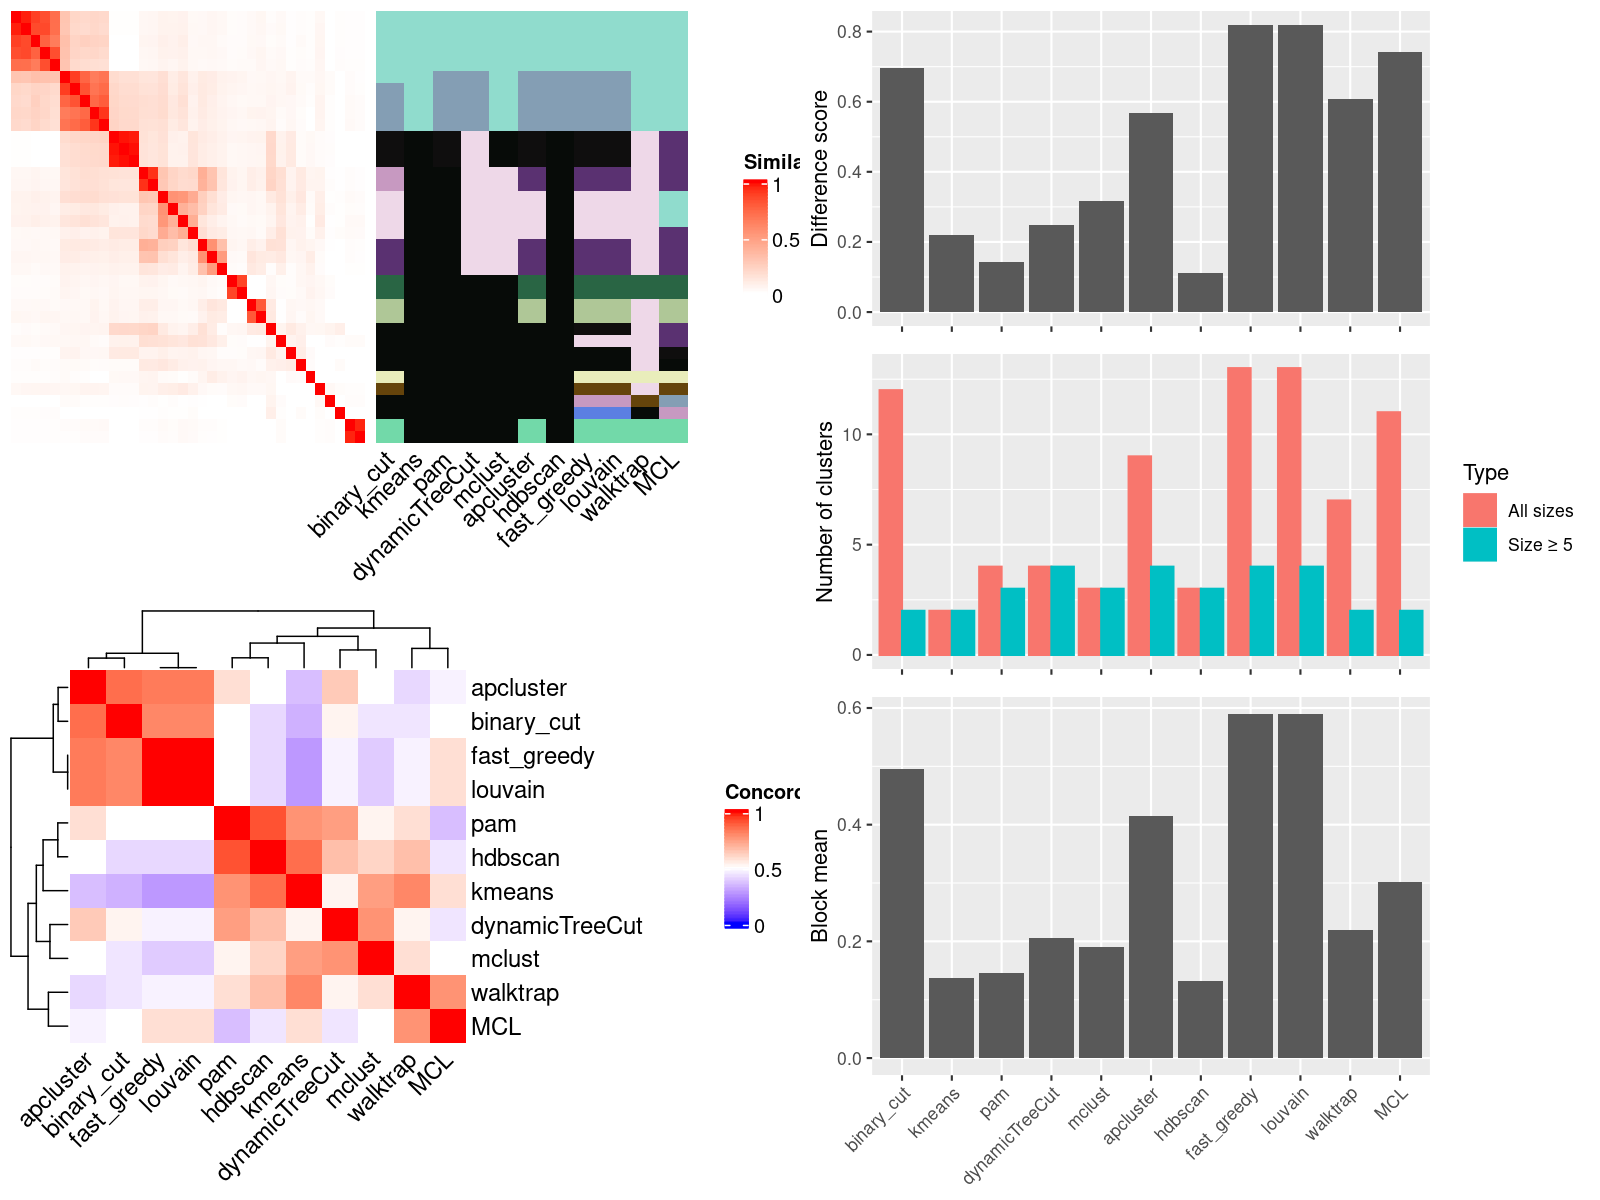 Simila
1
0.5
0
binary_cut
kmeans
pam
dynamicTreeCut
mclust
apcluster
hdbscan
fast_greedy
louvain
walktrap
MCL
apcluster
binary_cut
fast_greedy
louvain
pam
hdbscan
kmeans
dynamicTreeCut
mclust
walktrap
MCL
Concord
1
0.5
0
apcluster
binary_cut
fast_greedy
louvain
pam
hdbscan
kmeans
dynamicTreeCut
mclust
walktrap
MCL
Difference score
0.8
0.6
0.4
0.2
0.0
Number of clusters
10
5
0
Type
All sizes
Size ≥ 5
Block mean
0.6
0.4
0.2
0.0
binary_cut
kmeans
pam
dynamicTreeCut
mclust
apcluster
hdbscan
fast_greedy
louvain
walktrap
MCL